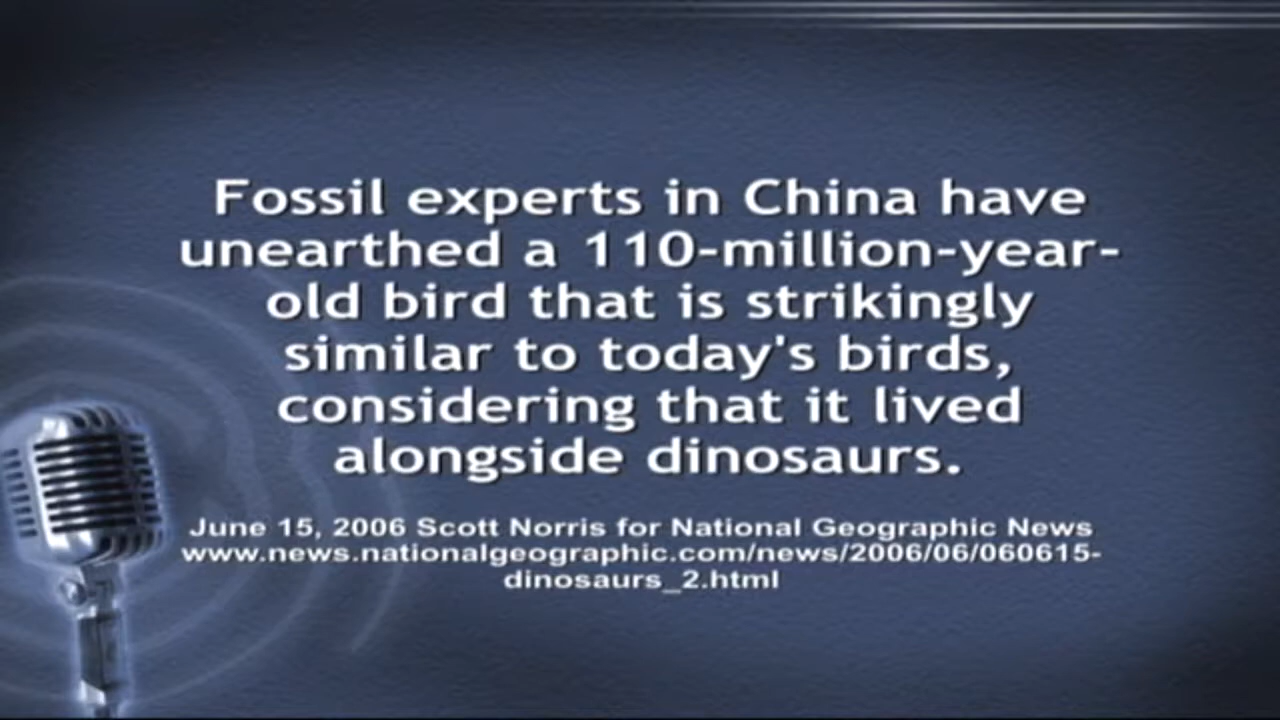 Fossil experts in China have
unearthed a 110-million-year-
old bird that is strikingly
similar to today's birds,
considering that it lived
alongside dinosaurs.
June 15, 2006 Scott Norris for National Geographic News
www.news.nationalgeographic.com/news/2006/06/060615-
dinosaurs_2.html